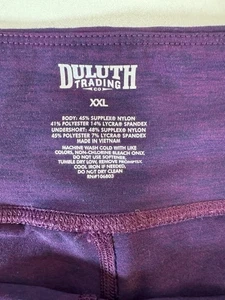 DULUTH
TRADING
CO
XXL
BODY: 45% SUPPLEX® NYLON
41% POLYESTER 14% LYCRA® SPANDEX
UNDERSHORT: 48% SUPPLEX® NYLON
45% POLYESTER 7% LYCRA® SPANDEX
MADE IN VIETNAM
MACHINE WASH COLD WITH LIKE
COLORS, NON-CHLORINE BLEACH ONLY.
DO NOT USE SOFTENER,
TUMBLE DRY LOW, REMOVE PROMPTLY,
COOL IRON IF NEEDED,
DO NOT DRY CLEAN
RN#106803